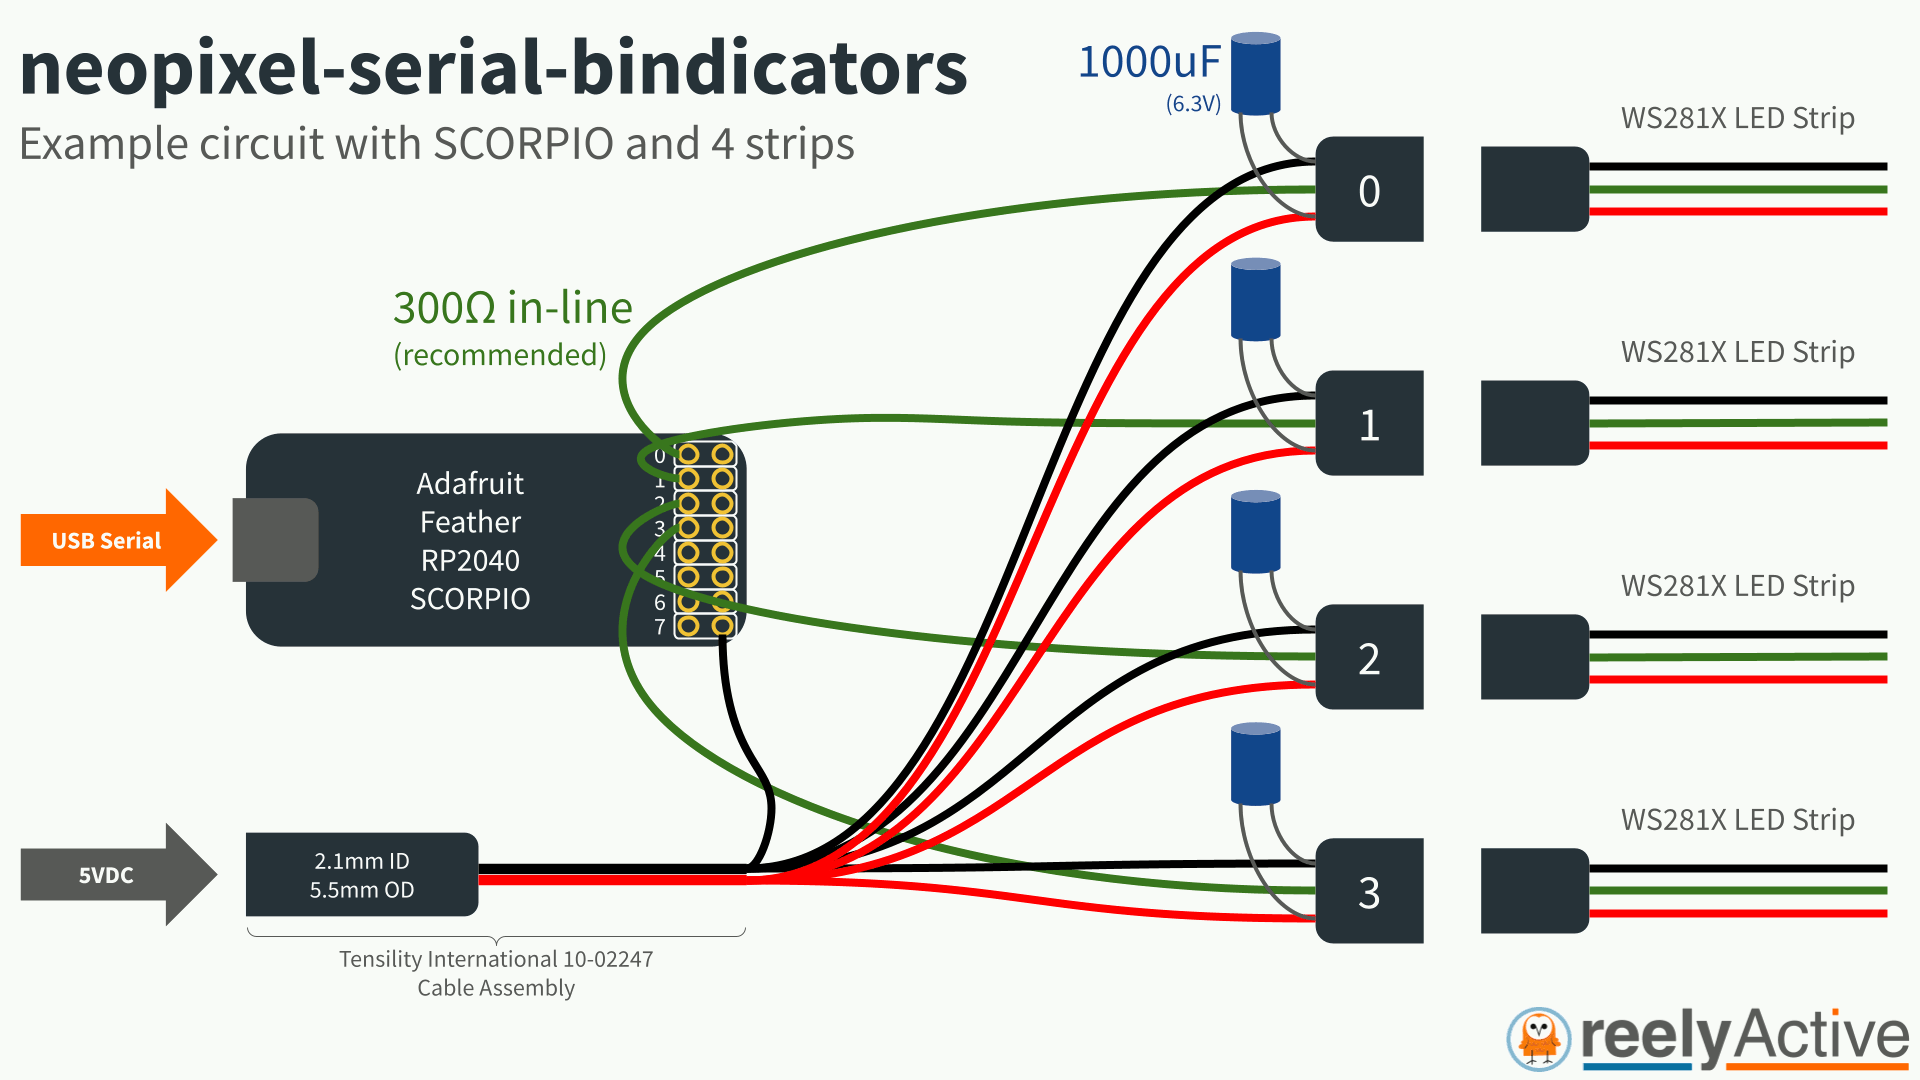 neopixel-serial-bindicators
Example circuit with SCORPIO and 4 strips
1000uF
(6.3V)
WS281X LED Strip
0
300Ω in-line
(recommended)
WS281X LED Strip
1
Adafruit
Feather
RP2040
SCORPIO
0
1
2
3
4
5
6
7
USB Serial
WS281X LED Strip
2
WS281X LED Strip
3
5VDC
2.1mm ID
5.5mm OD
Tensility International 10-02247
Cable Assembly
reelyActive